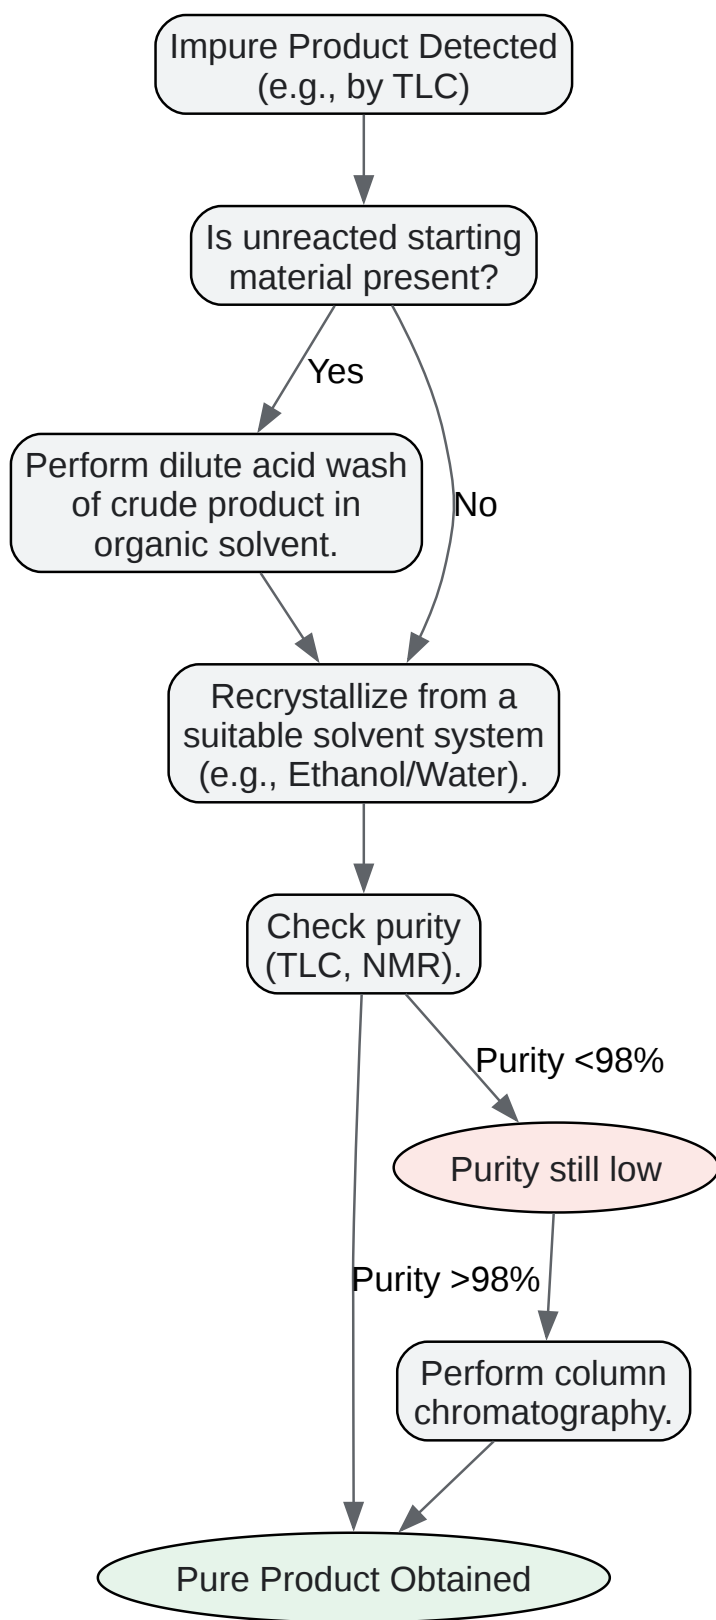 Impure Product Detected
(e.g., by TLC)
Is unreacted starting
material present?
Yes
Perform dilute acid wash
of crude product in
organic solvent.
No
Recrystallize from a
suitable solvent system
(e.g., Ethanol/Water).
Check purity
(TLC, NMR).
Purity <98%
Purity still low
Purity >98%
Perform column
chromatography.
Pure Product Obtained